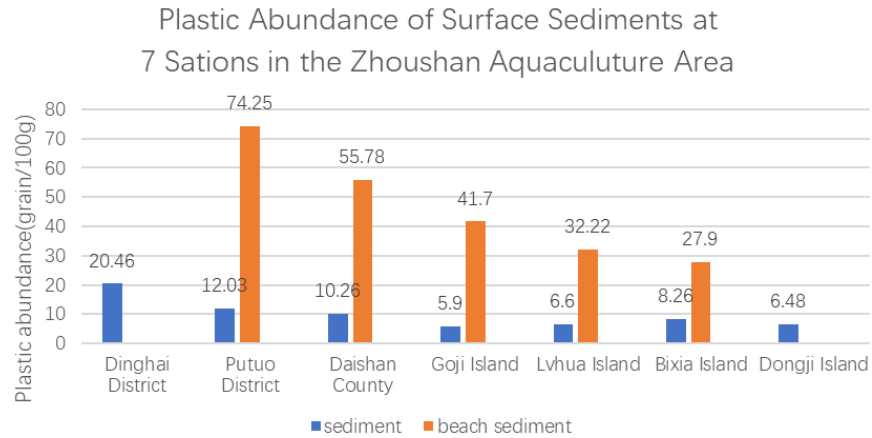 Plastic Abundance of Surface Sediments at
7 Sations in the Zhoushan Aquaculuture Area
Plastic abundance(grain/100g)
80
70
60
50
40
30
20
10
0
20.46
12.03
74.25
10.26
55.78
5.9
41.7
6.6
32.22
8.26
27.9
6.48
Dinghai
District
Putuo
District
Daishan
County
Goji Island
Lvhua Island
Bixia Island
Dongji Island
sediment
beach sediment